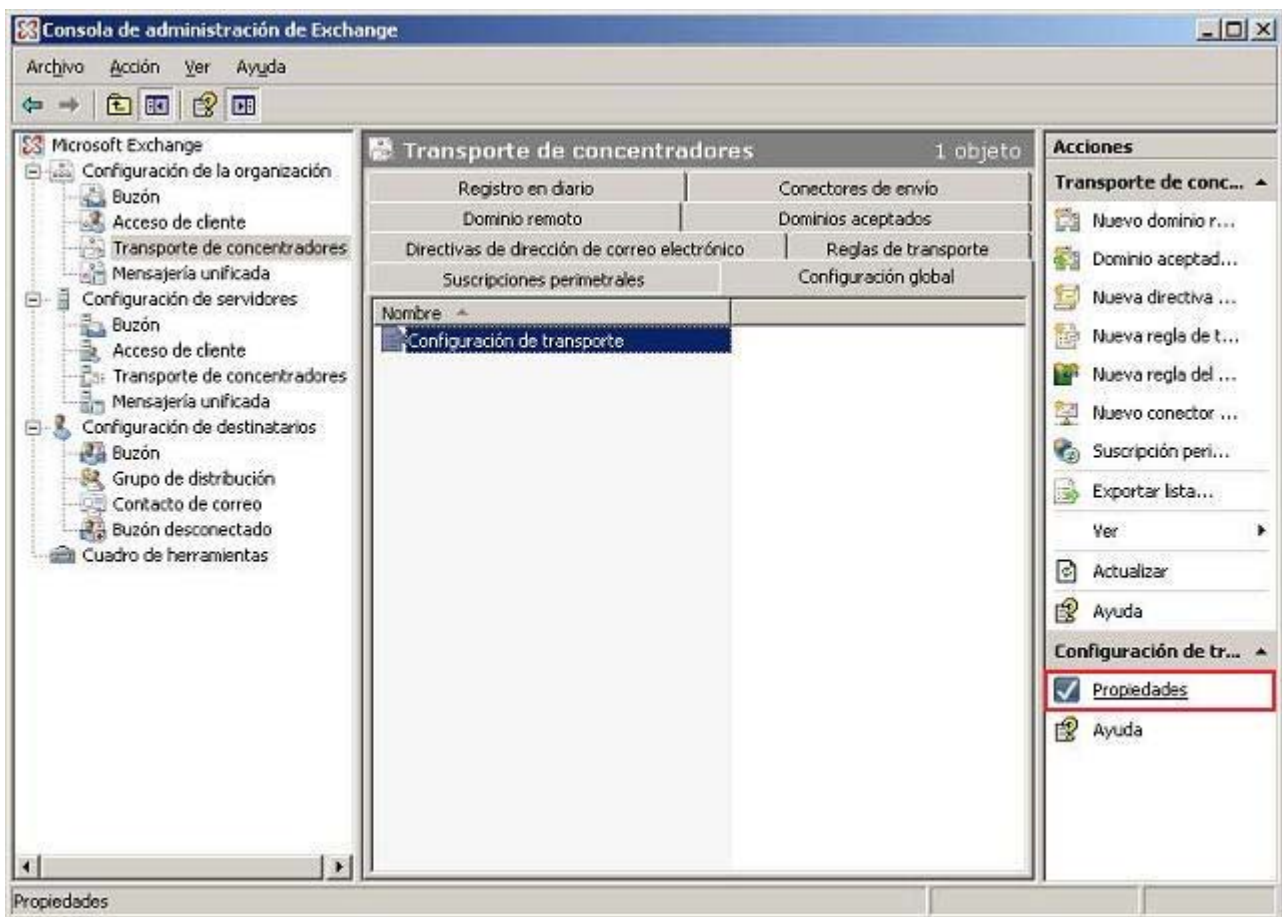 Consola de administración de Exchange
Archivo Acción Ver Ayuda
Microsoft Exchange
Configuración de la organización
Buzón
Acceso de cliente
Transporte de concentradores
Mensajería unificada
Configuración de servidores
Buzón
Acceso de cliente
Transporte de concentradores
Mensajería unificada
Configuración de destinatarios
Buzón
Grupo de distribución
Contacto de correo
Buzón desconectado
Cuadro de herramientas
Transporte de concentradores 1 objeto
Registro en diario Conectores de envío
Dominio remoto Dominios aceptados
Directivas de dirección de correo electrónico Reglas de transporte
Suscripciones perimetrales Configuración global
Nombre
Configuración de transporte
Acciones
Transporte de conc...
Nuevo dominio r...
Dominio aceptad...
Nueva directiva ...
Nueva regla de t...
Nueva regla del ...
Nuevo conector ...
Suscripción peri...
Exportar lista...
Ver
Actualizar
Ayuda
Configuración de tr...
Propiedades
Ayuda
Propiedades